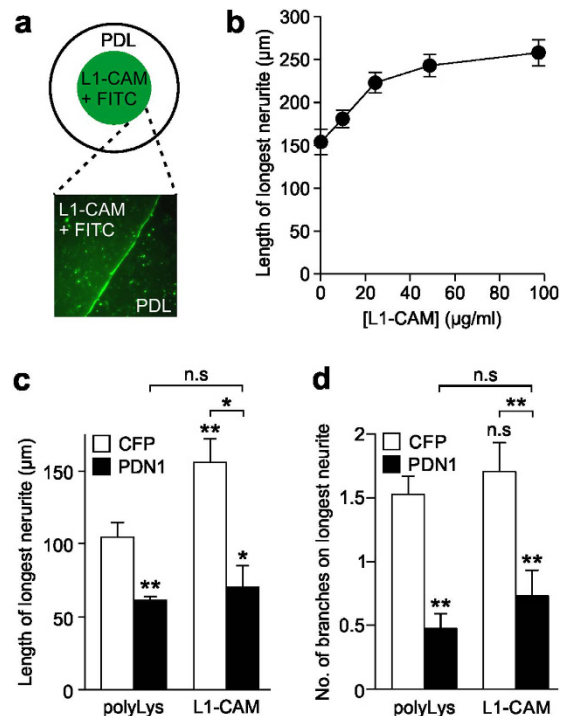 a
PDL
L1-CAM
+ FITC
L1-CAM
+ FITC
PDL
b
Length of longest nerurite (µm)
300
250
200
150
100
50
0
0 20 40 60 80 100
[L1-CAM] (µg/ml)
c
n.s
*
CFP
PDN1
**
**
*
Length of longest nerurite (µm)
150
100
50
0
polyLys L1-CAM
d
n.s
**
CFP
PDN1
n.s
**
**
No. of branches on longest neurite
2
1.5
1
0.5
0
polyLys L1-CAM